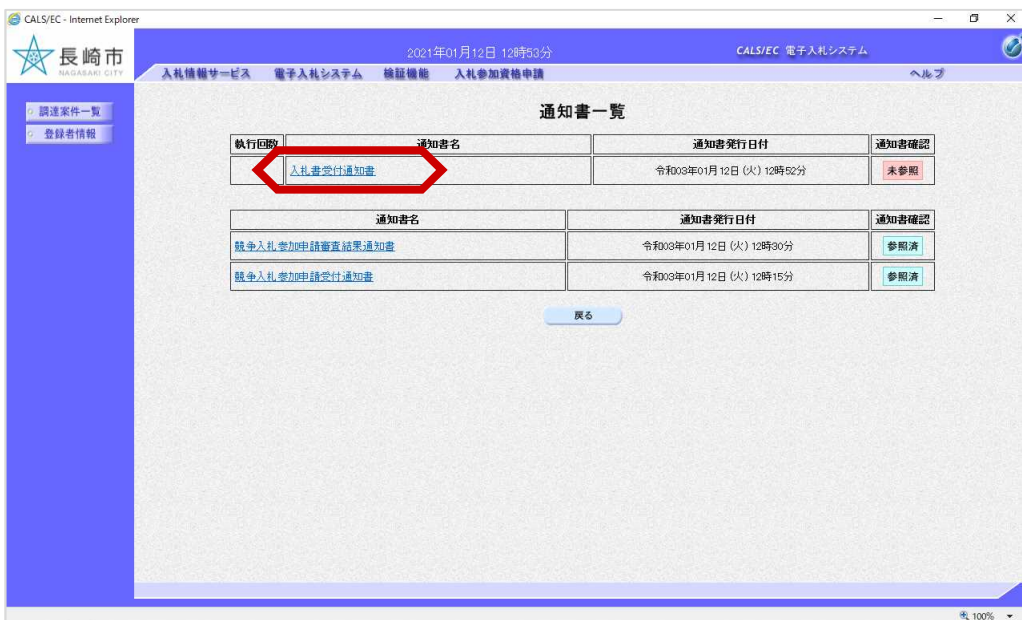 CALS/EC - Internet Explorer
長崎市
NAGASAKI CITY
2021年01月12日 12時53分
CALS/EC 電子入札システム
入札情報サービス 電子入札システム 検証機能 入札参加資格申請 ヘルプ
調達案件一覧
登録者情報
通知書一覧
執行回数 通知書名 通知書発行日付 通知書確認
入札書受付通知書 令和03年01月12日 (火) 12時52分 未参照
通知書名 通知書発行日付 通知書確認
競争入札参加申請審査結果通知書 令和03年01月12日 (火) 12時30分 参照済
競争入札参加申請受付通知書 令和03年01月12日 (火) 12時15分 参照済
戻る
100%